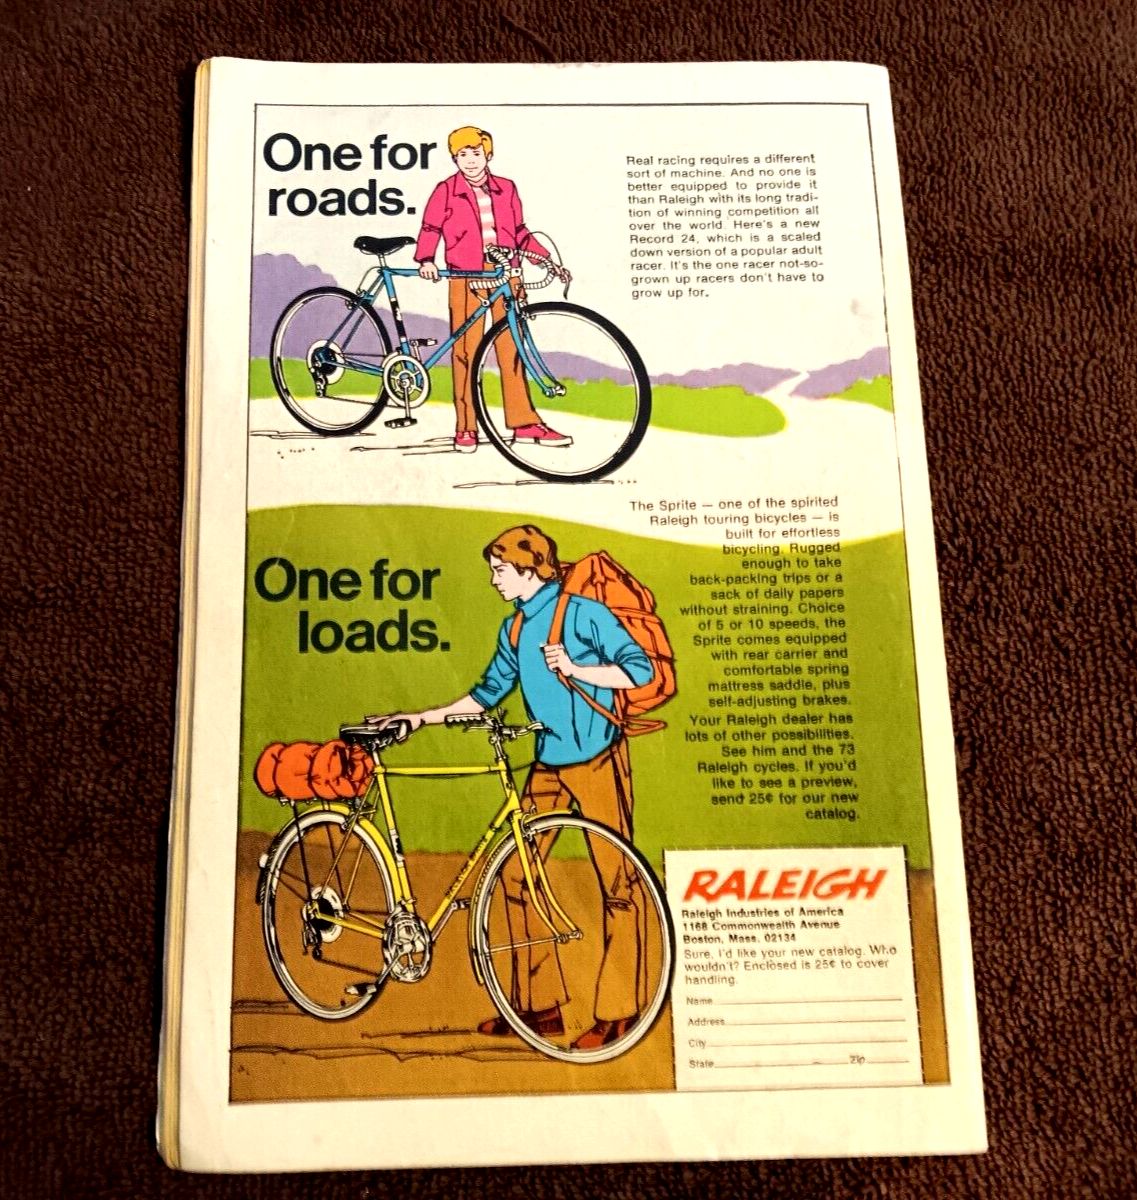 One for
roads.
Real racing requires a different
sort of machine. And no one is
better equipped to provide it
than Raleigh with its long tradi-
tion of winning competition all
over the world. Here's a new
Record 24, which is a scaled
down version of a popular adult
racer. It's the one racer not-so-
grown up racers don't have to
grow up for.
The Sprite — one of the spirited
Raleigh touring bicycles — is
built for effortless
bicycling. Rugged
enough to take
back-packing trips or a
sack of daily papers
without straining. Choice
of 5 or 10 speeds, the
Sprite comes equipped
with rear carrier and
comfortable spring
mattress saddle, plus
self-adjusting brakes.
Your Raleigh dealer has
lots of other possibilities.
See him and the 73
Raleigh cycles. If you'd
like to see a preview,
send 25¢ for our new
catalog.
One for
loads.
RALEIGH
Raleigh Industries of America
1168 Commonwealth Avenue
Boston, Mass. 02134
Sure, I'd like your new catalog. Who
wouldn't? Enclosed is 25¢ to cover
handling.
Name
Address
City
State Zip